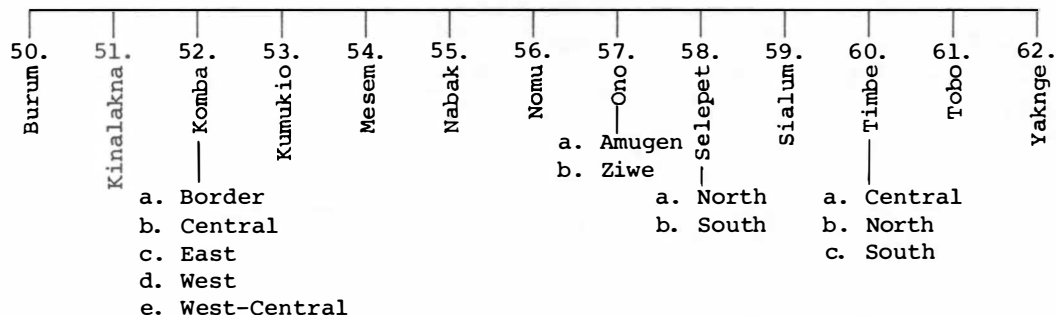 50. 51. 52. 53. 54. 55. 56. 57. 58. 59. 60. 61. 62.
Burum Kinalakna Komba Kumukio Mesem Nabak Nomu Ono Selepet Sialum Timbe Tobo Yaknge
a. Amugen
b. Ziwe
a. Border a. North a. Central
b. Central b. South b. North
c. East c. South
d. West
e. West-Central